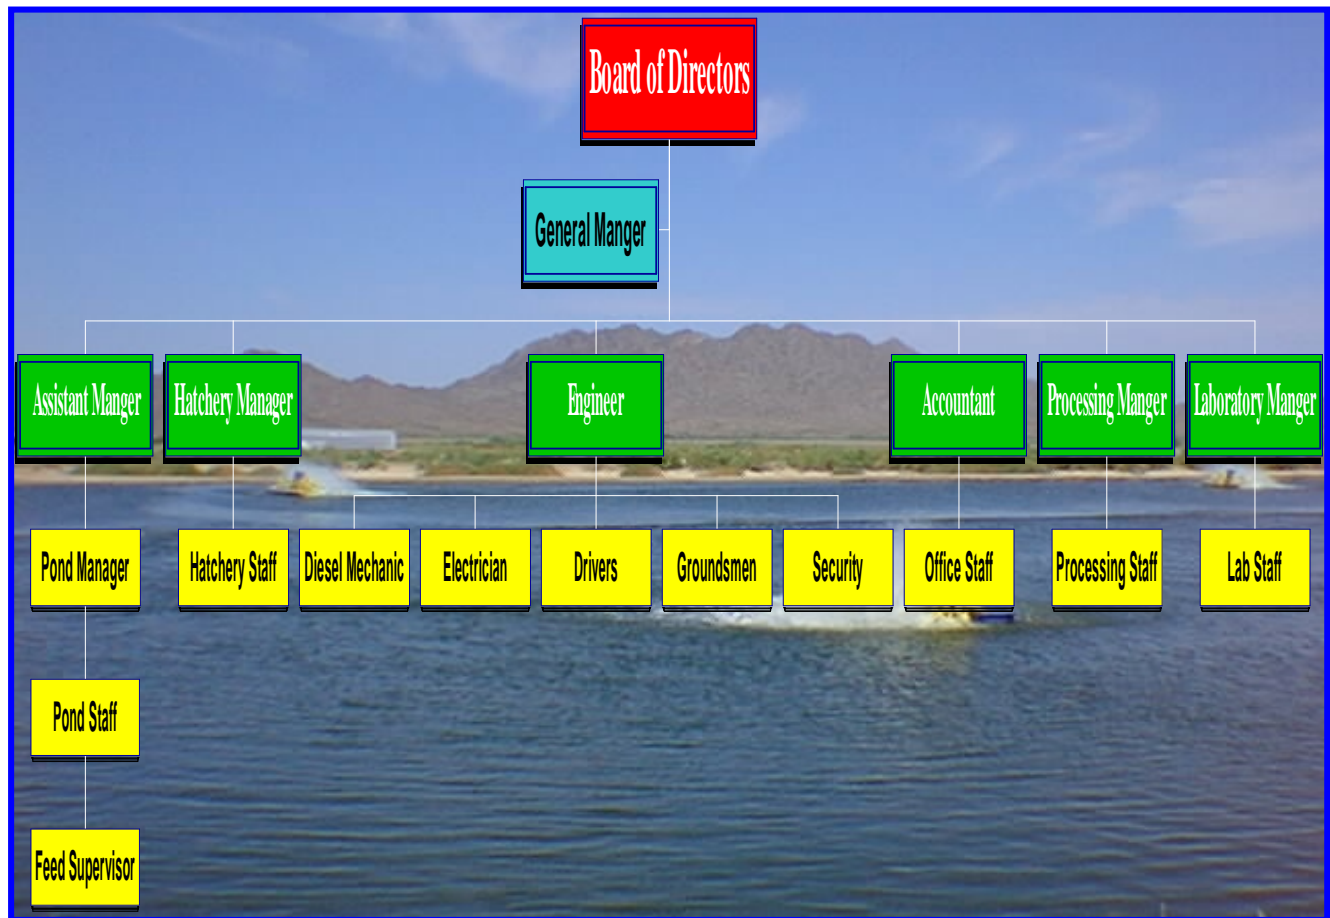 Board of Directors
General Manger
Assistant Manger
Hatchery Manager
Engineer
Accountant
Processing Manger
Laboratory Manger
Pond Manager
Hatchery Staff
Diesel Mechanic
Electrician
Drivers
Groundsmen
Security
Office Staff
Processing Staff
Lab Staff
Pond Staff
Feed Supervisor